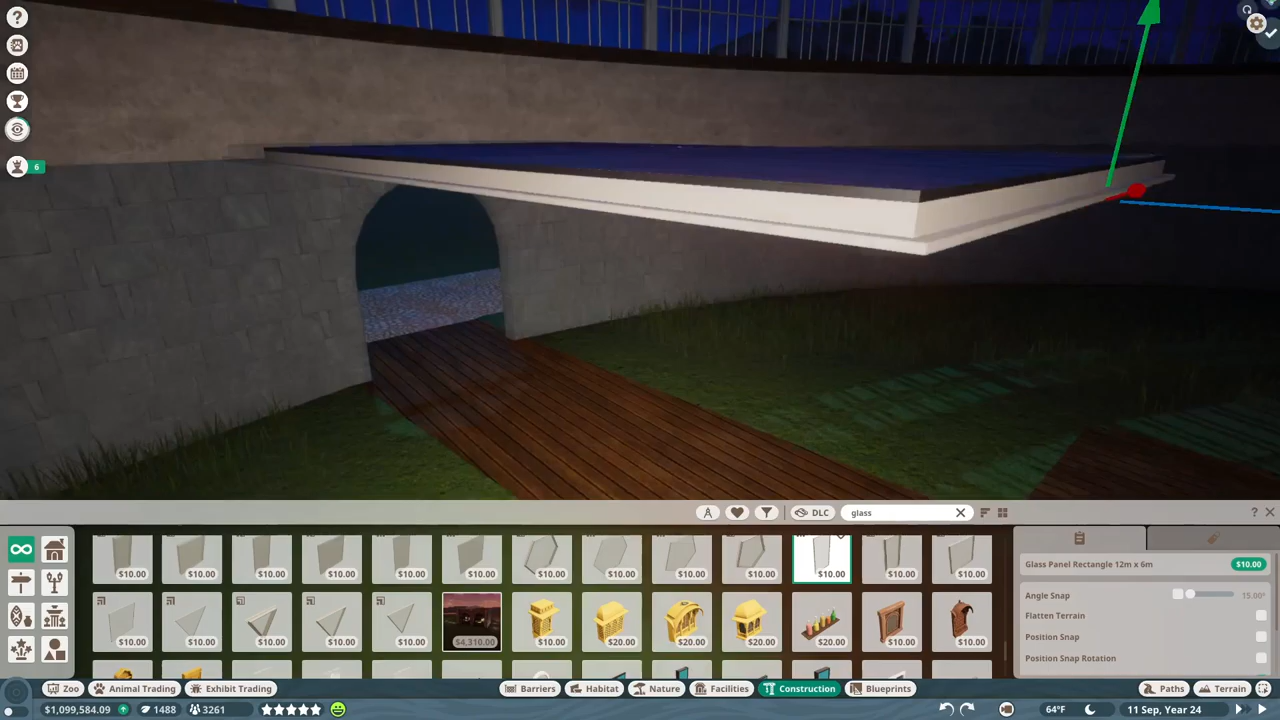 6
DLC
glass
$10.00 $10.00 $10.00 $10.00 $10.00 $10.00 $10.00 $10.00 $10.00 $10.00 $10.00 $10.00 $10.00
$10.00 $10.00 $10.00 $10.00 $10.00 $4,310.00 $10.00 $20.00 $20.00 $20.00 $20.00 $10.00 $10.00
Glass Panel Rectangle 12m x 6m $10.00
Angle Snap 15.00°
Flatten Terrain
Position Snap
Position Snap Rotation
Zoo Animal Trading Exhibit Trading Barriers Habitat Nature Facilities Construction Blueprints Paths Terrain
$1,099,584.09 1488 3261 64°F 11 Sep, Year 24